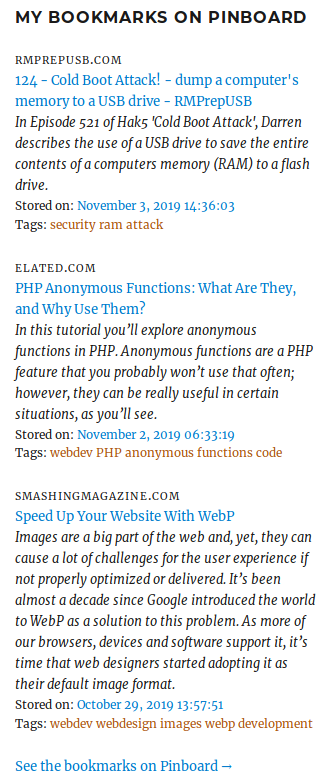 MY BOOKMARKS ON PINBOARD
RMPREPUSB.COM
124 - Cold Boot Attack! - dump a computer's
memory to a USB drive - RMPrepUSB
In Episode 521 of Hak5 'Cold Boot Attack', Darren
describes the use of a USB drive to save the entire
contents of a computers memory (RAM) to a flash
drive.
Stored on: November 3, 2019 14:36:03
Tags: security ram attack
ELATED.COM
PHP Anonymous Functions: What Are They,
and Why Use Them?
In this tutorial you’ll explore anonymous
functions in PHP. Anonymous functions are a PHP
feature that you probably won’t use that often;
however, they can be really useful in certain
situations, as you’ll see.
Stored on: November 2, 2019 06:33:19
Tags: webdev PHP anonymous functions code
SMASHINGMAGAZINE.COM
Speed Up Your Website With WebP
Images are a big part of the web and, yet, they can
cause a lot of challenges for the user experience if
not properly optimized or delivered. It’s been
almost a decade since Google introduced the world
to WebP as a solution to this problem. As more of
our browsers, devices and software support it, it’s
time that web designers started adopting it as
their default image format.
Stored on: October 29, 2019 13:57:51
Tags: webdev webdesign images webp development
See the bookmarks on Pinboard →